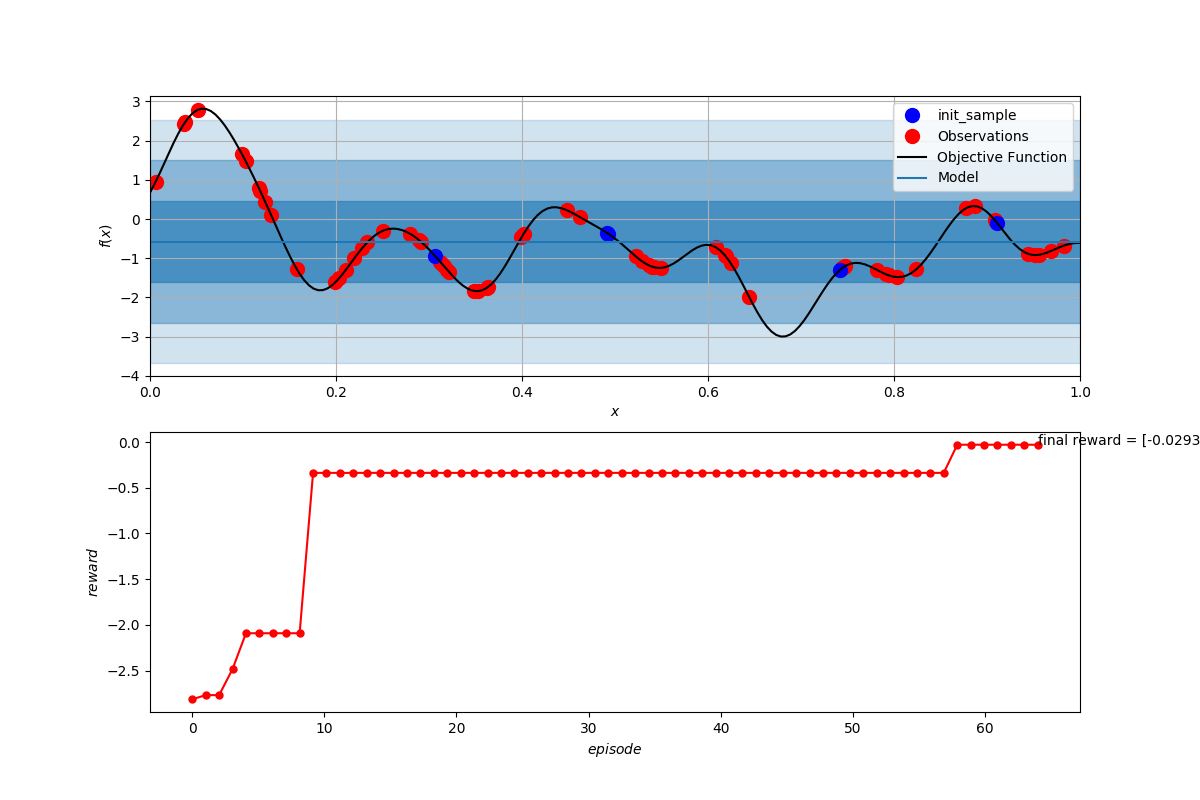 3
2
1
0
−1
−2
−3
−4
f(x)
init_sample
Observations
Objective Function
Model
0.0 0.2 0.4 0.6 0.8 1.0
x
0.0
−0.5
−1.0
−1.5
−2.0
−2.5
reward
final reward = [-0.0293
0 10 20 30 40 50 60
episode